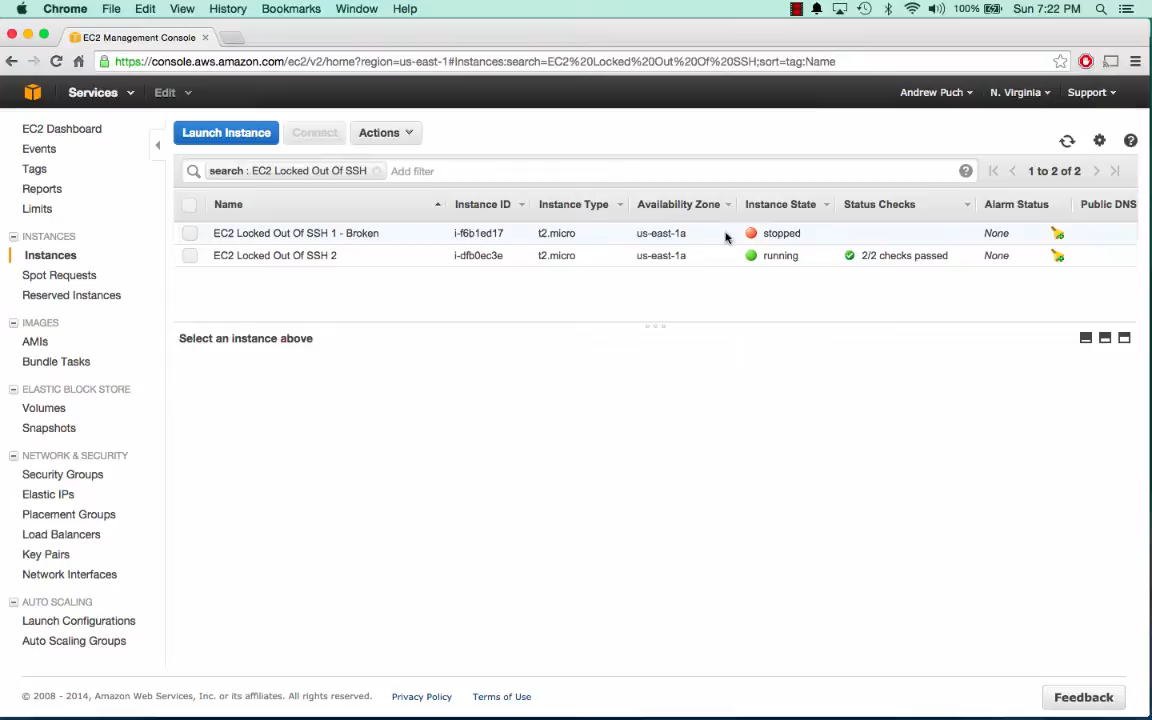 Chrome File Edit View History Bookmarks Window Help 100% Sun 7:22 PM
EC2 Management Console
https://console.aws.amazon.com/ec2/v2/home?region=us-east-1#Instances:search=EC2%20Locked%20Out%20Of%20SSH;sort=tag:Name
Services Edit Andrew Puch N. Virginia Support
EC2 Dashboard
Events
Tags
Reports
Limits
INSTANCES
Instances
Spot Requests
Reserved Instances
IMAGES
AMIs
Bundle Tasks
ELASTIC BLOCK STORE
Volumes
Snapshots
NETWORK & SECURITY
Security Groups
Elastic IPs
Placement Groups
Load Balancers
Key Pairs
Network Interfaces
AUTO SCALING
Launch Configurations
Auto Scaling Groups
Launch Instance Connect Actions
search : EC2 Locked Out Of SSH Add filter 1 to 2 of 2
Name Instance ID Instance Type Availability Zone Instance State Status Checks Alarm Status Public DNS
EC2 Locked Out Of SSH 1 - Broken i-f6b1ed17 t2.micro us-east-1a stopped None
EC2 Locked Out Of SSH 2 i-dfb0ec3e t2.micro us-east-1a running 2/2 checks passed None
Select an instance above
© 2008 - 2014, Amazon Web Services, Inc. or its affiliates. All rights reserved. Privacy Policy Terms of Use Feedback